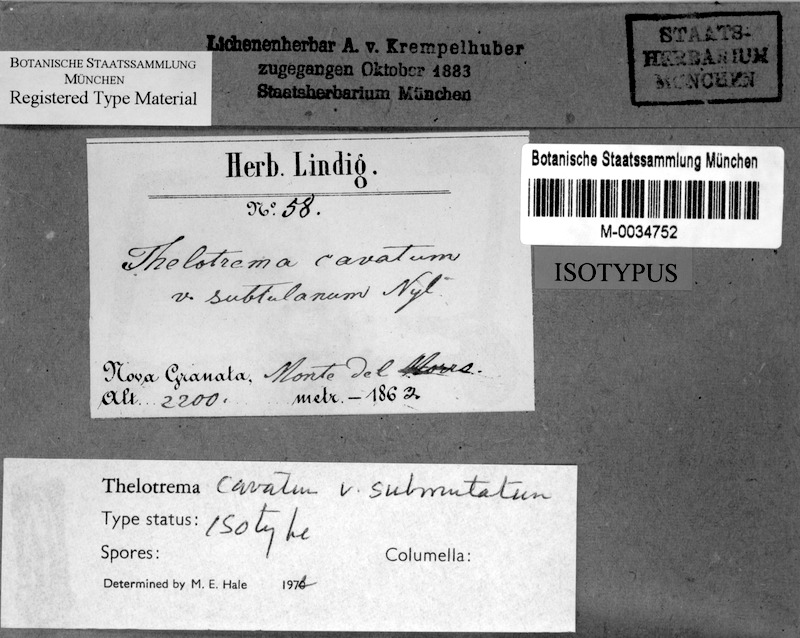 Lichenenherbar A. v. Krempelhuber
zugegangen Oktober 1883
Staatsherbarium München
STAATS-
HERBARIUM
MÜNCHEN
BOTANISCHE STAATSSAMMLUNG
MÜNCHEN
Registered Type Material
Herb. Lindig.
No. 58.
Thelotrema cavatum
v. subtulanum Nyl.
Nova Granata, Monte del
Alt. 2200. metr. – 1863.
Botanische Staatssammlung München
M-0034752
ISOTYPUS
Thelotrema cavatum v. submutatum
Type status: isotype
Spores: Columella:
Determined by M. E. Hale 197